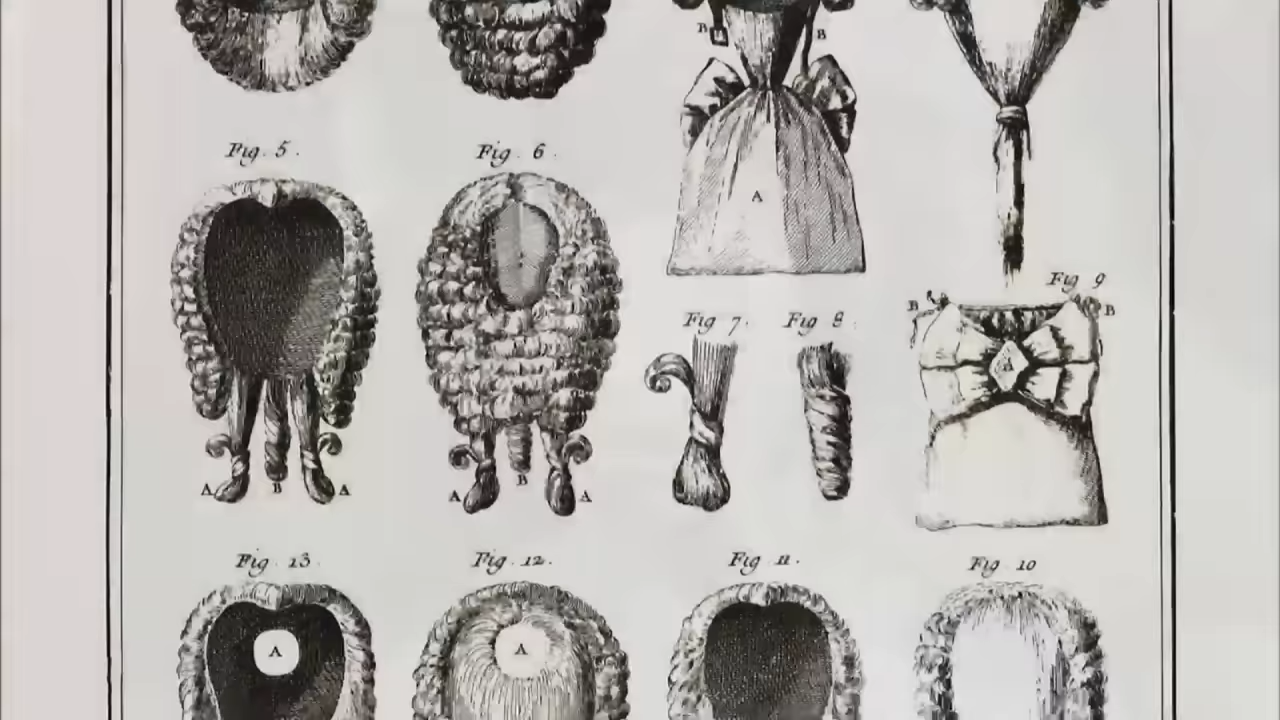 B B
Fig. 5. Fig. 6.
A
Fig 9
B B
Fig 7. Fig 8.
A
A B A
A B A
Fig. 13. Fig. 12. Fig. 11. Fig. 10
A A